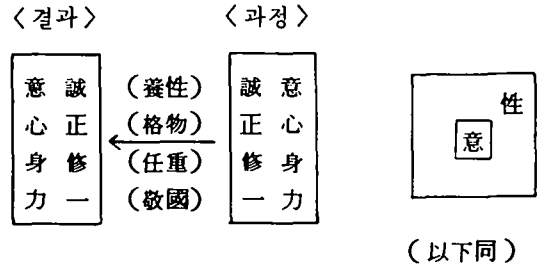 〈결과〉 〈과정〉
意 誠 (養性) 誠 意
心 正 (格物) 正 心
身 修 (任重) 修 身
力 一 (敬國) 一 力
性
意
(以下同)